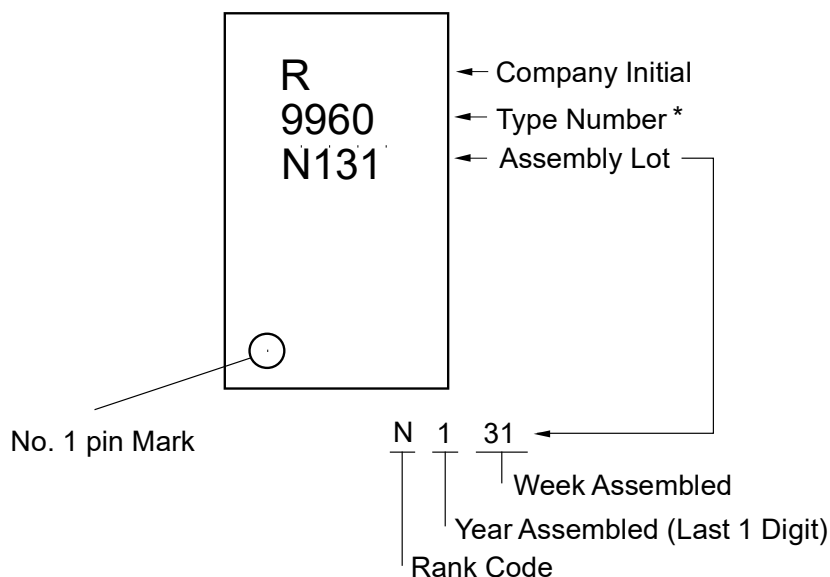 R
9960
N131
Company Initial
Type Number *
Assembly Lot
No. 1 pin Mark
N 1 31
Week Assembled
Year Assembled (Last 1 Digit)
Rank Code